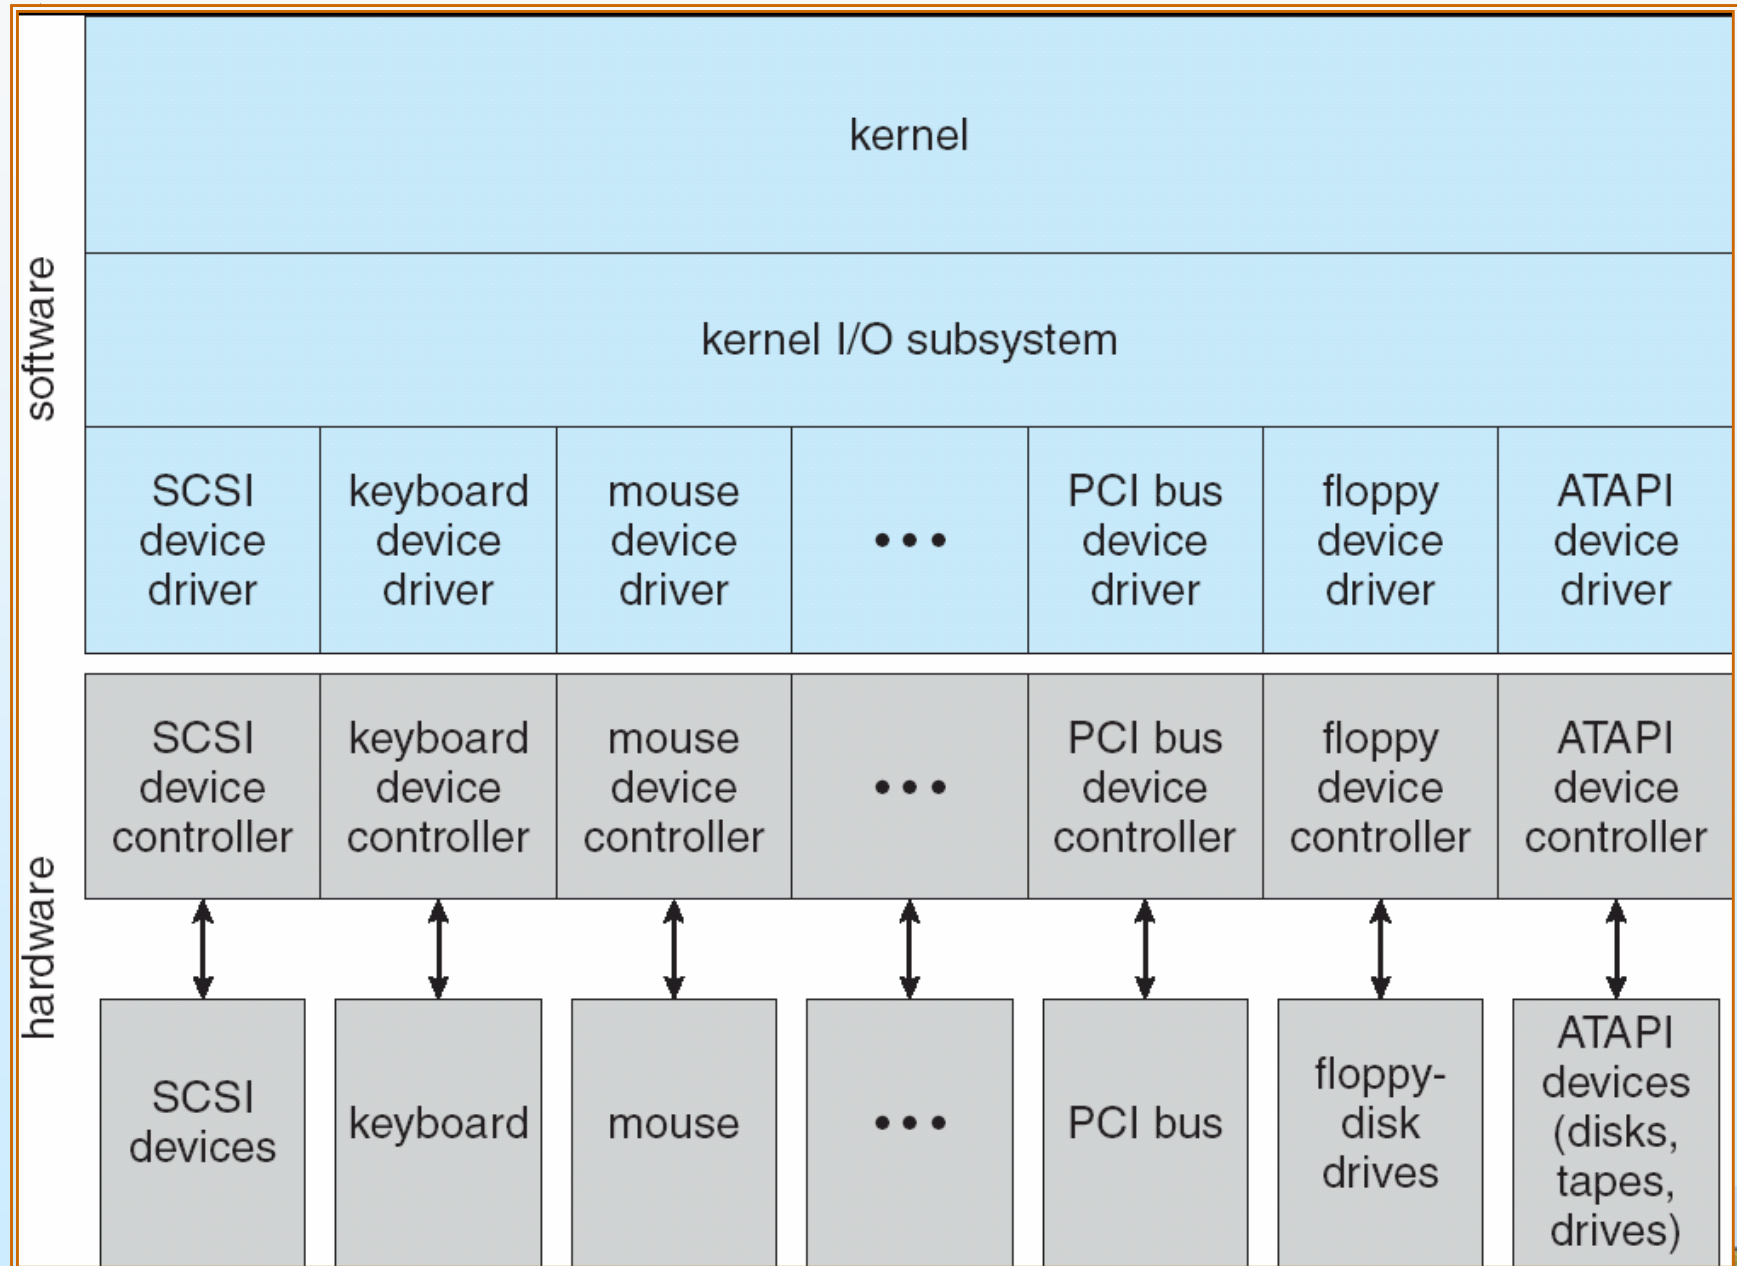 software
kernel
kernel I/O subsystem
SCSI
device
driver
keyboard
device
driver
mouse
device
driver
•••
PCI bus
device
driver
floppy
device
driver
ATAPI
device
driver
hardware
SCSI
device
controller
keyboard
device
controller
mouse
device
controller
•••
PCI bus
device
controller
floppy
device
controller
ATAPI
device
controller
SCSI
devices
keyboard
mouse
•••
PCI bus
floppy-
disk
drives
ATAPI
devices
(disks,
tapes,
drives)